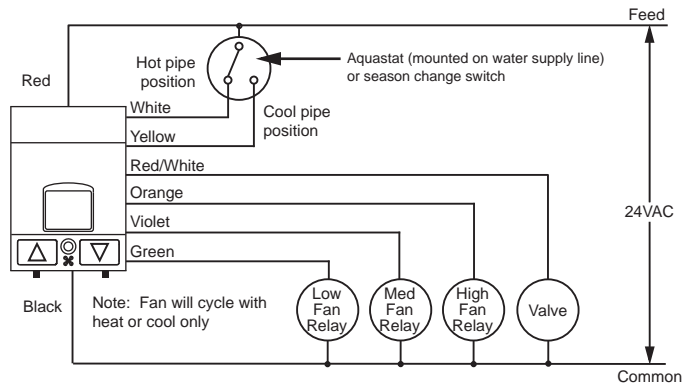 Feed
Hot pipe
position
Aquastat (mounted on water supply line)
or season change switch
Red
White
Cool pipe
position
Yellow
Red/White
Orange
24VAC
Violet
Green
Black
Note: Fan will cycle with
heat or cool only
Low
Fan
Relay
Med
Fan
Relay
High
Fan
Relay
Valve
Common